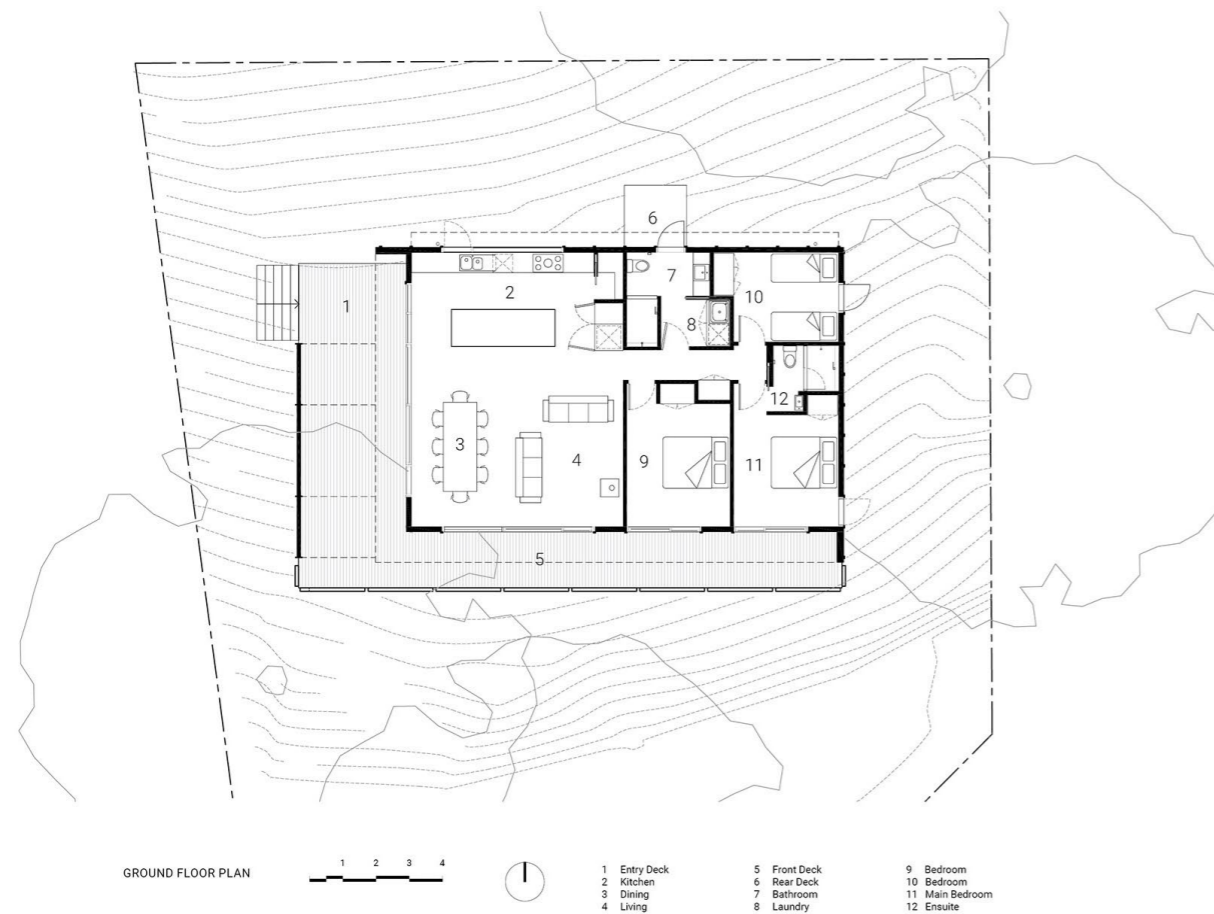 6
1
2
7
10
8
12
3
4
9
11
5
GROUND FLOOR PLAN
1 2 3 4
1 Entry Deck
2 Kitchen
3 Dining
4 Living
5 Front Deck
6 Rear Deck
7 Bathroom
8 Laundry
9 Bedroom
10 Bedroom
11 Main Bedroom
12 Ensuite